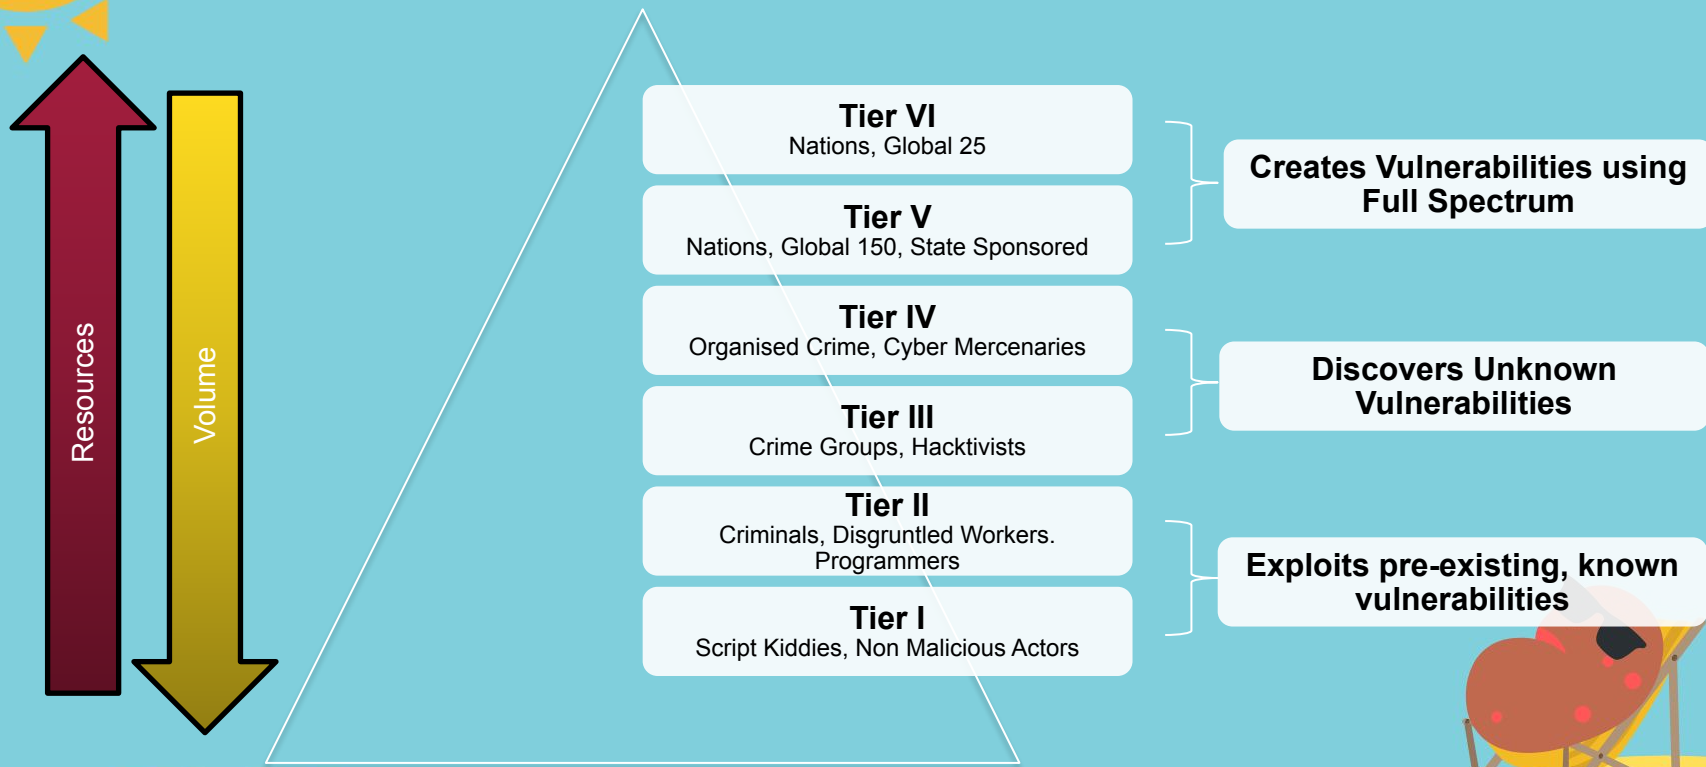 Resources
Volume
Tier VI
Nations, Global 25
Tier V
Nations, Global 150, State Sponsored
Tier IV
Organised Crime, Cyber Mercenaries
Tier III
Crime Groups, Hacktivists
Tier II
Criminals, Disgruntled Workers.
Programmers
Tier I
Script Kiddies, Non Malicious Actors
Creates Vulnerabilities using
Full Spectrum
Discovers Unknown
Vulnerabilities
Exploits pre-existing, known
vulnerabilities